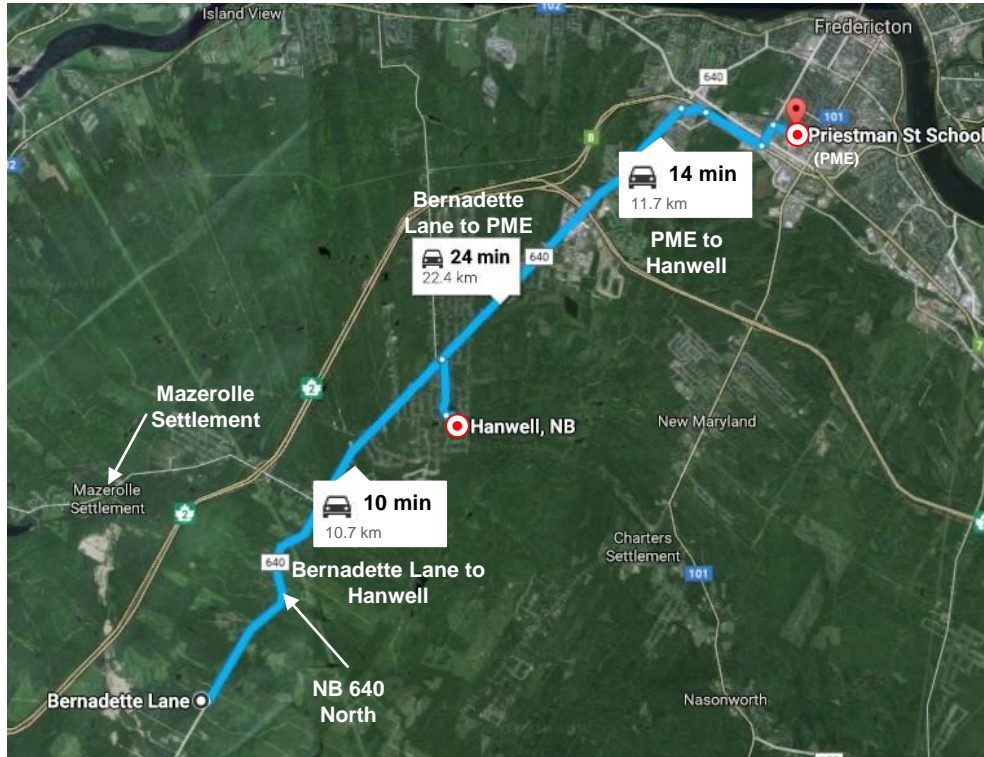 Island View
102
Fredericton
640
101
Priestman St School
(PME)
8
14 min
11.7 km
Bernadette
Lane to PME
PME to
Hanwell
24 min
22.4 km
640
7
2
Mazerolle
Settlement
Hanwell, NB
New Maryland
Mazerolle
Settlement
2
10 min
10.7 km
Charters
Settlement
640
Bernadette Lane to
Hanwell
101
NB 640
North
Bernadette Lane
Nasonworth